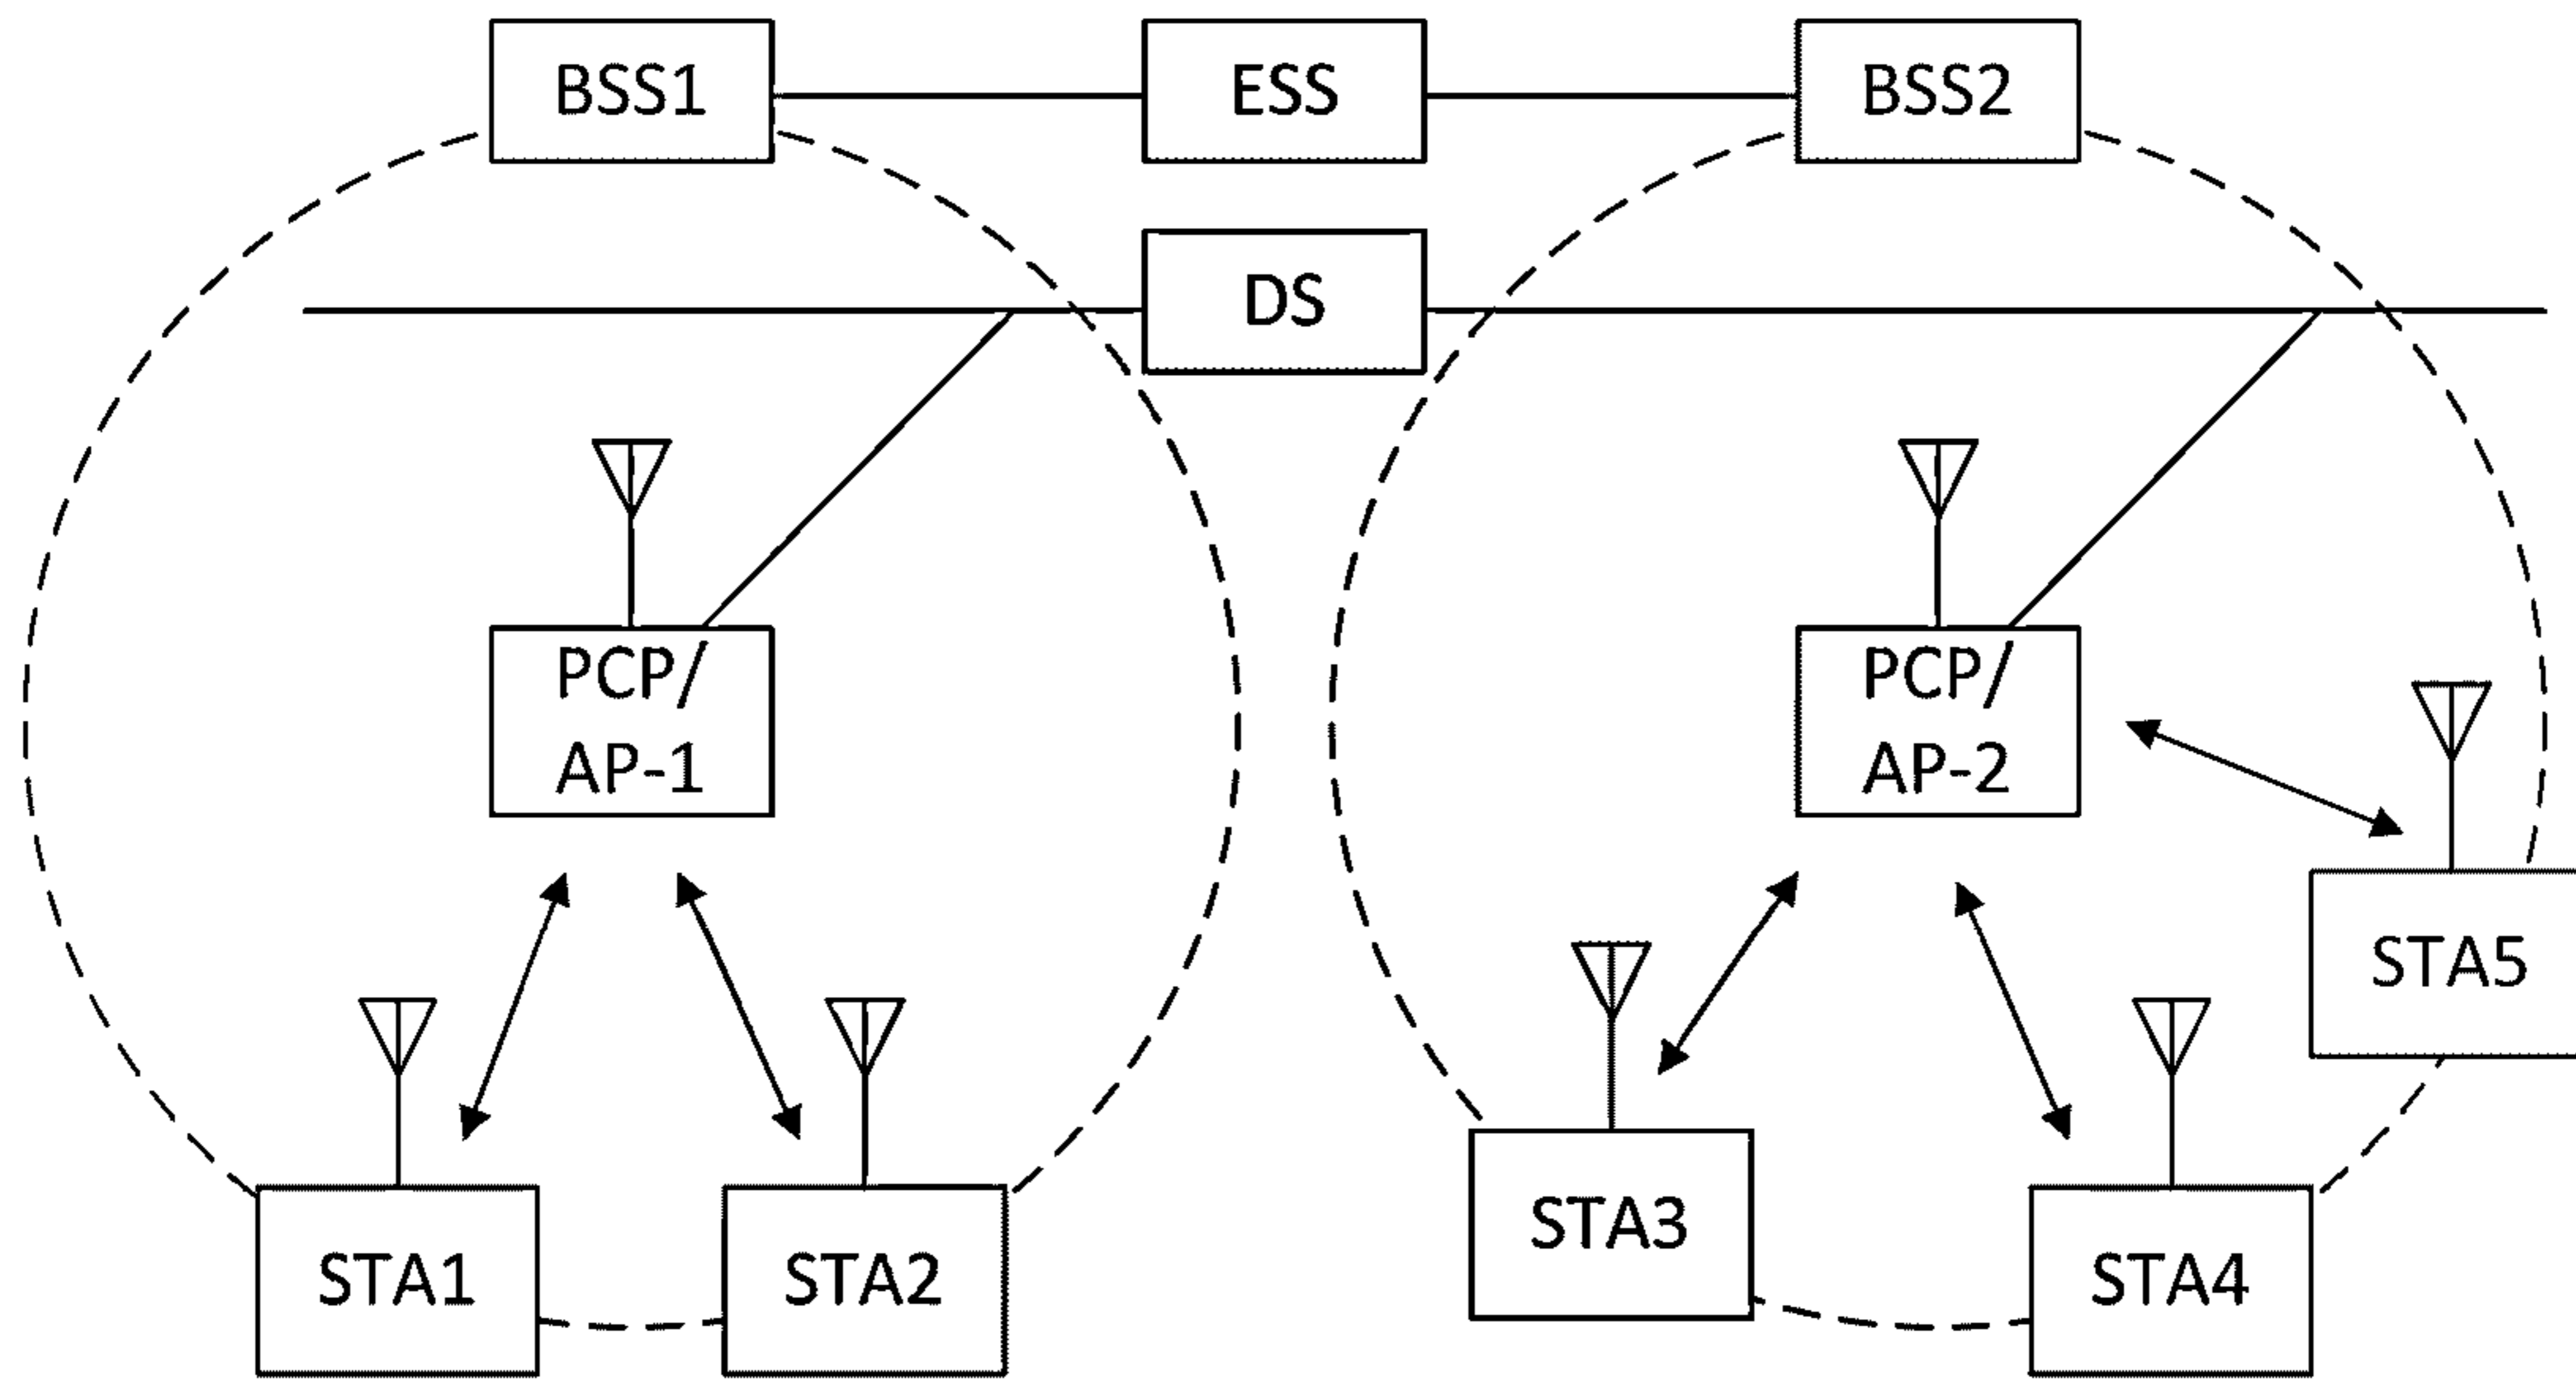 BSS1
ESS
BSS2
DS
PCP/
AP-1
PCP/
AP-2
STA5
STA3
STA1
STA2
STA4